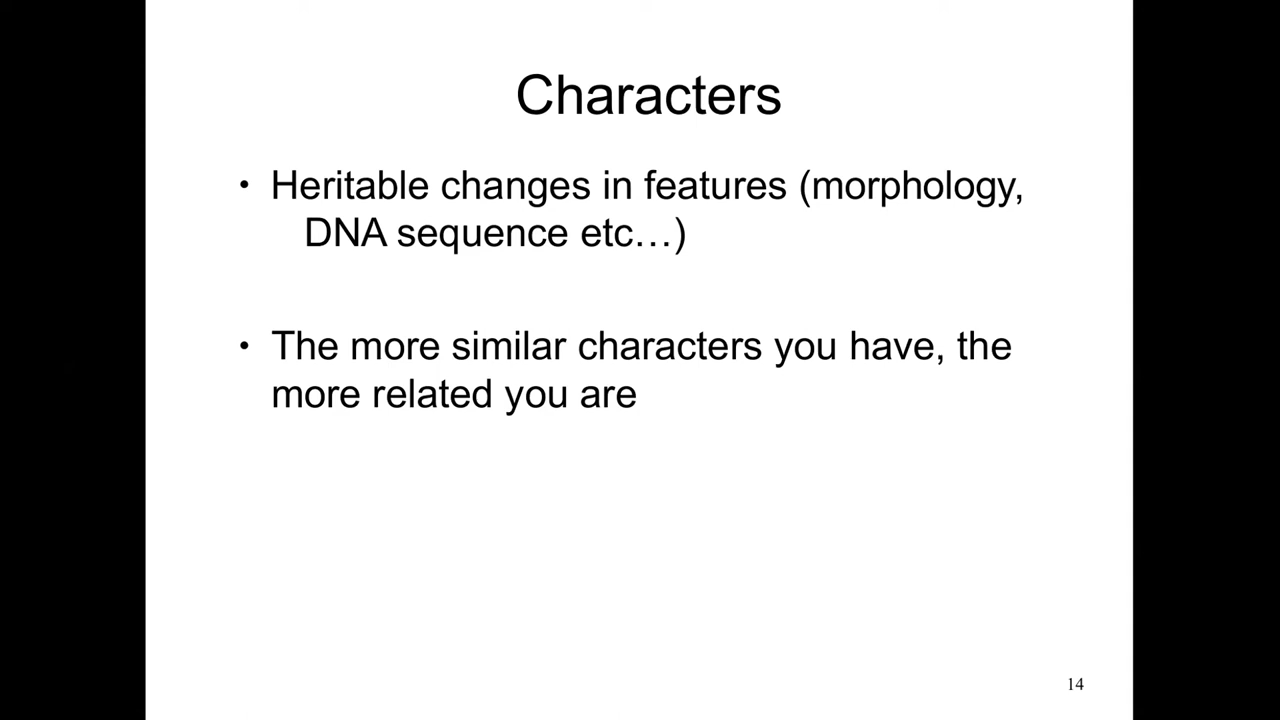 Characters
• Heritable changes in features (morphology,
DNA sequence etc…)
• The more similar characters you have, the
more related you are
14